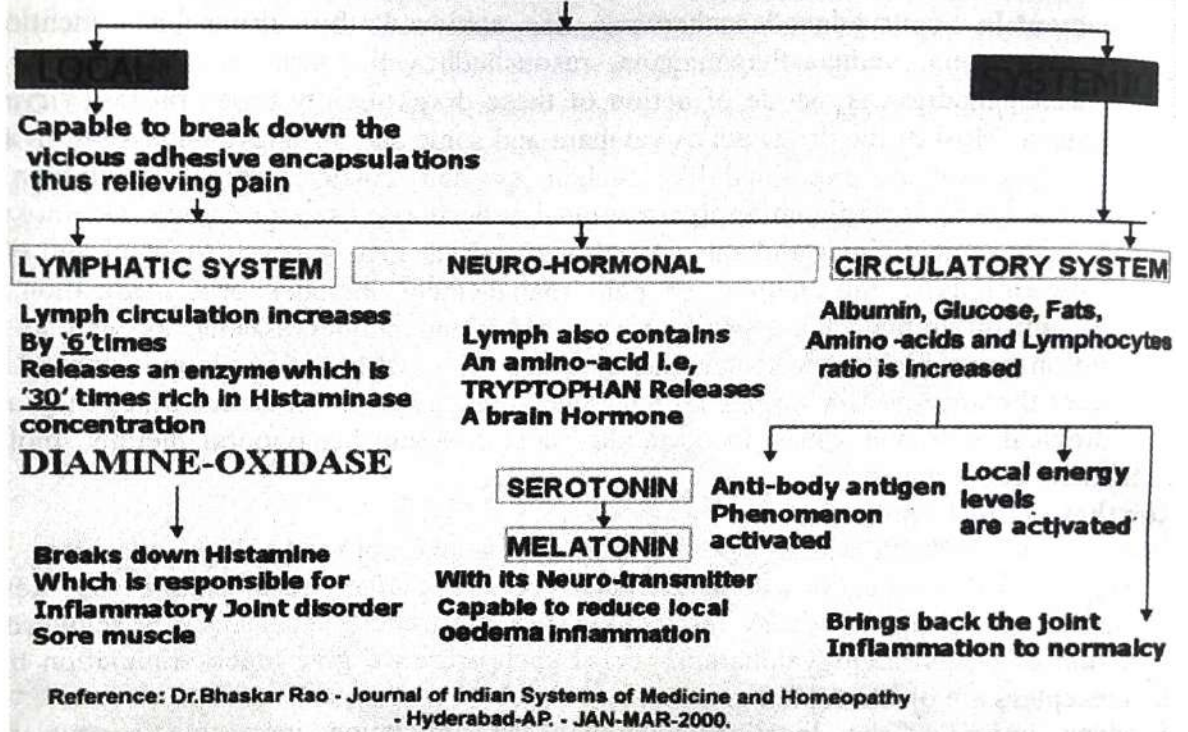 LOCAL
SYSTEMIC
Capable to break down the
vicious adhesive encapsulations
thus relieving pain
LYMPHATIC SYSTEM
Lymph circulation increases
By '6' times
Releases an enzyme which is
'30' times rich in Histaminase
concentration
DIAMINE-OXIDASE
Breaks down Histamine
Which is responsible for
Inflammatory Joint disorder
Sore muscle
NEURO-HORMONAL
Lymph also contains
An amino-acid i.e,
TRYPTOPHAN Releases
A brain Hormone
SEROTONIN
MELATONIN
With its Neuro-transmitter
Capable to reduce local
oedema inflammation
CIRCULATORY SYSTEM
Albumin, Glucose, Fats,
Amino -acids and Lymphocytes
ratio is increased
Anti-body antigen
Phenomenon
activated
Local energy
levels
are activated
Brings back the joint
Inflammation to normalcy
Reference: Dr.Bhaskar Rao - Journal of Indian Systems of Medicine and Homeopathy
- Hyderabad-AP. - JAN-MAR-2000.